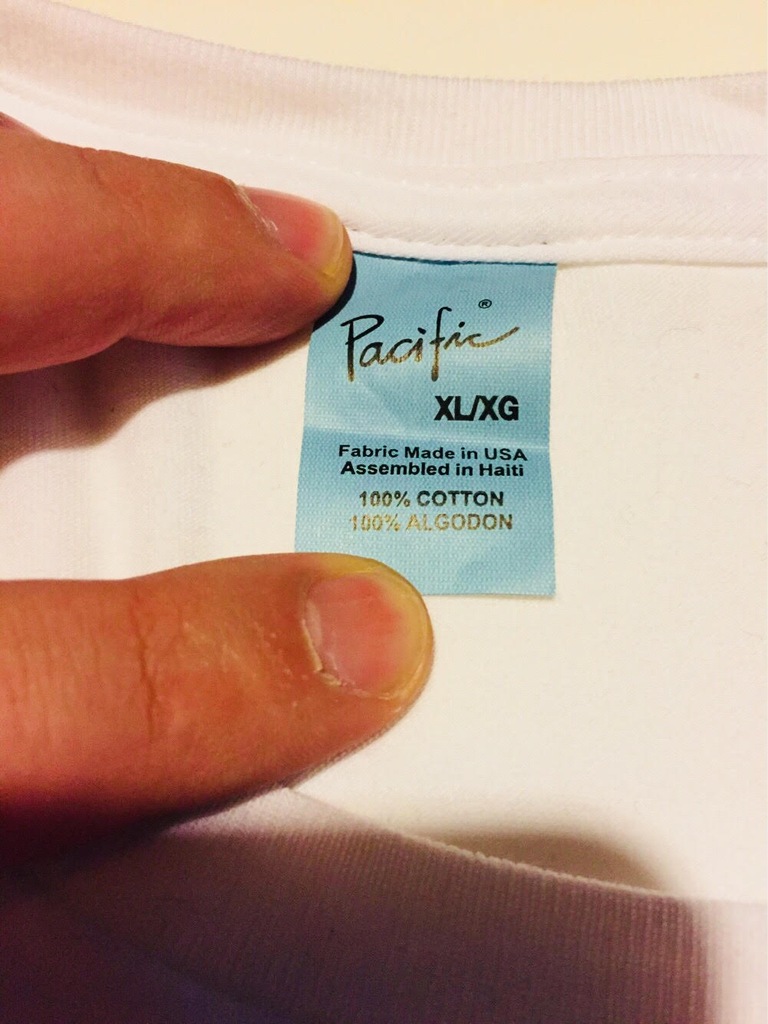 Pacific®
XL/XG
Fabric Made in USA
Assembled in Haiti
100% COTTON
100% ALGODON